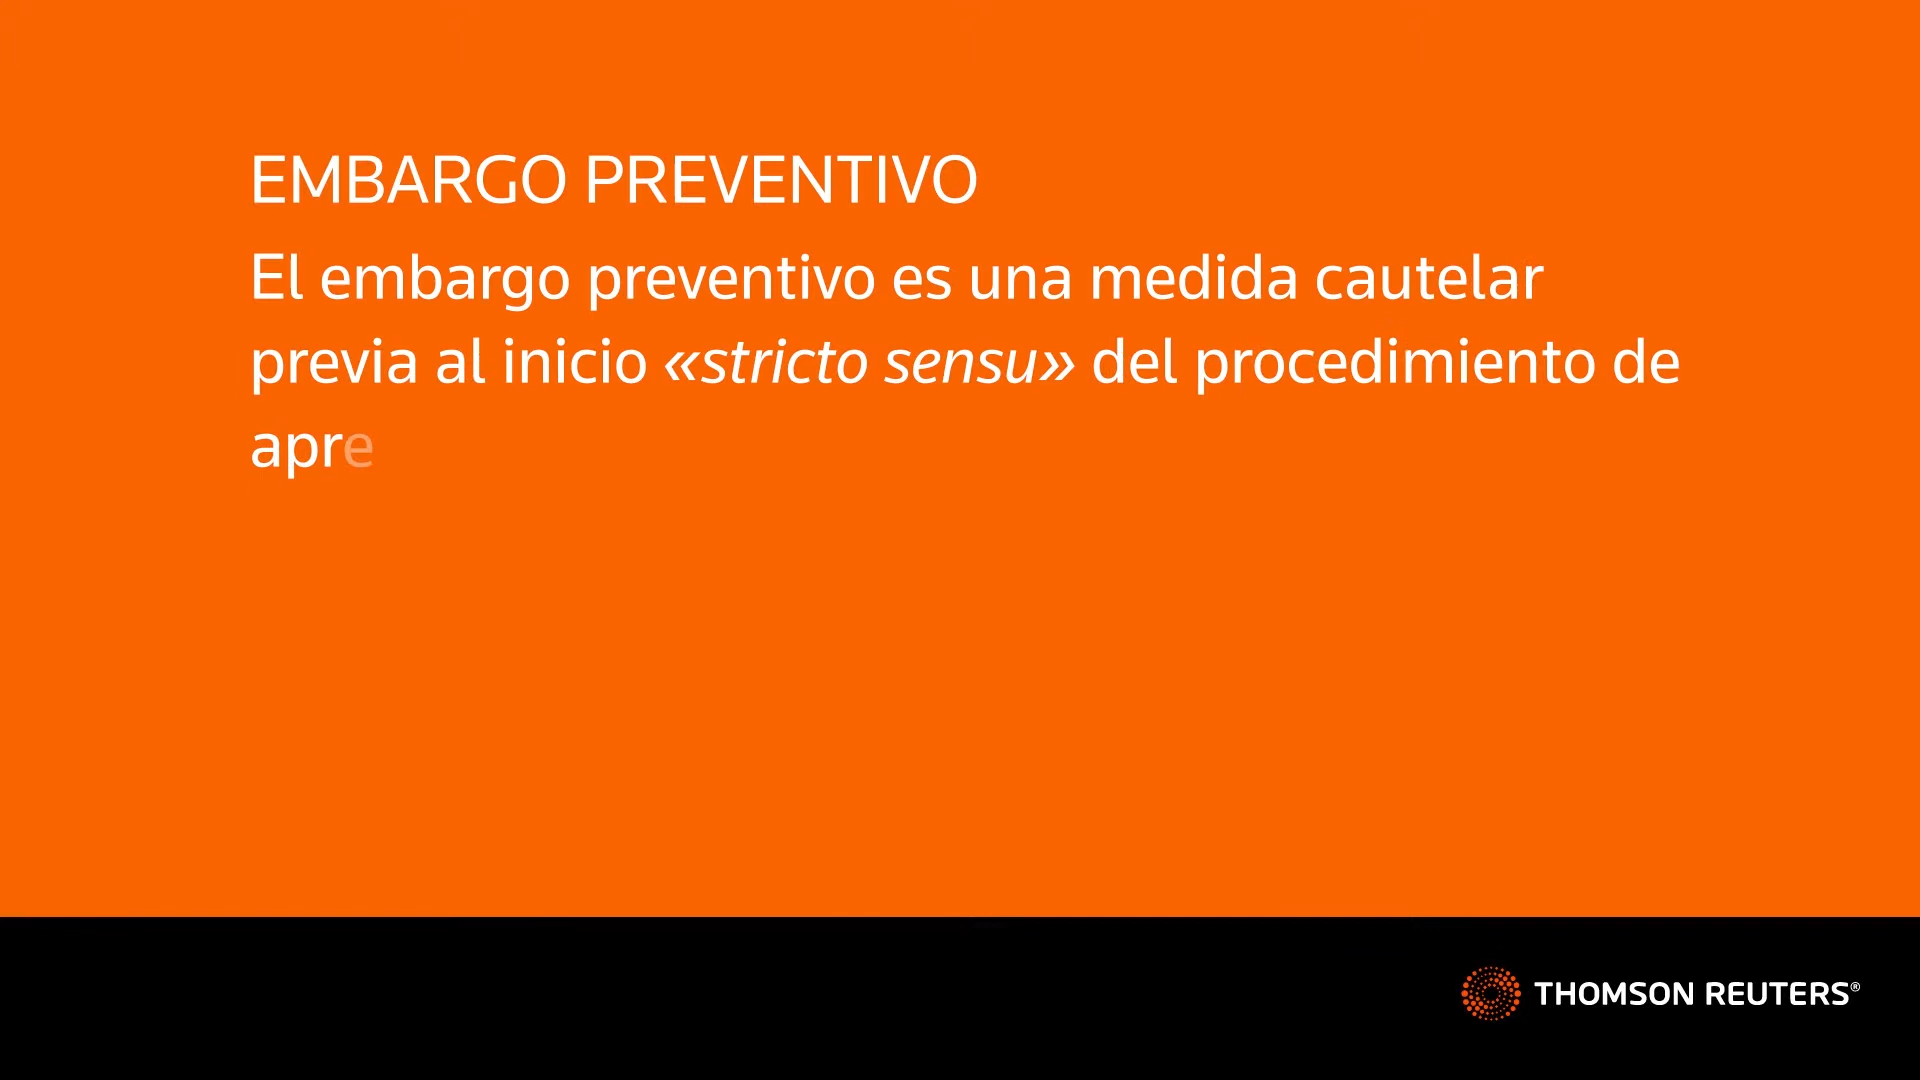 EMBARGO PREVENTIVO
El embargo preventivo es una medida cautelar
previa al inicio «stricto sensu» del procedimiento de
apre
THOMSON REUTERS®